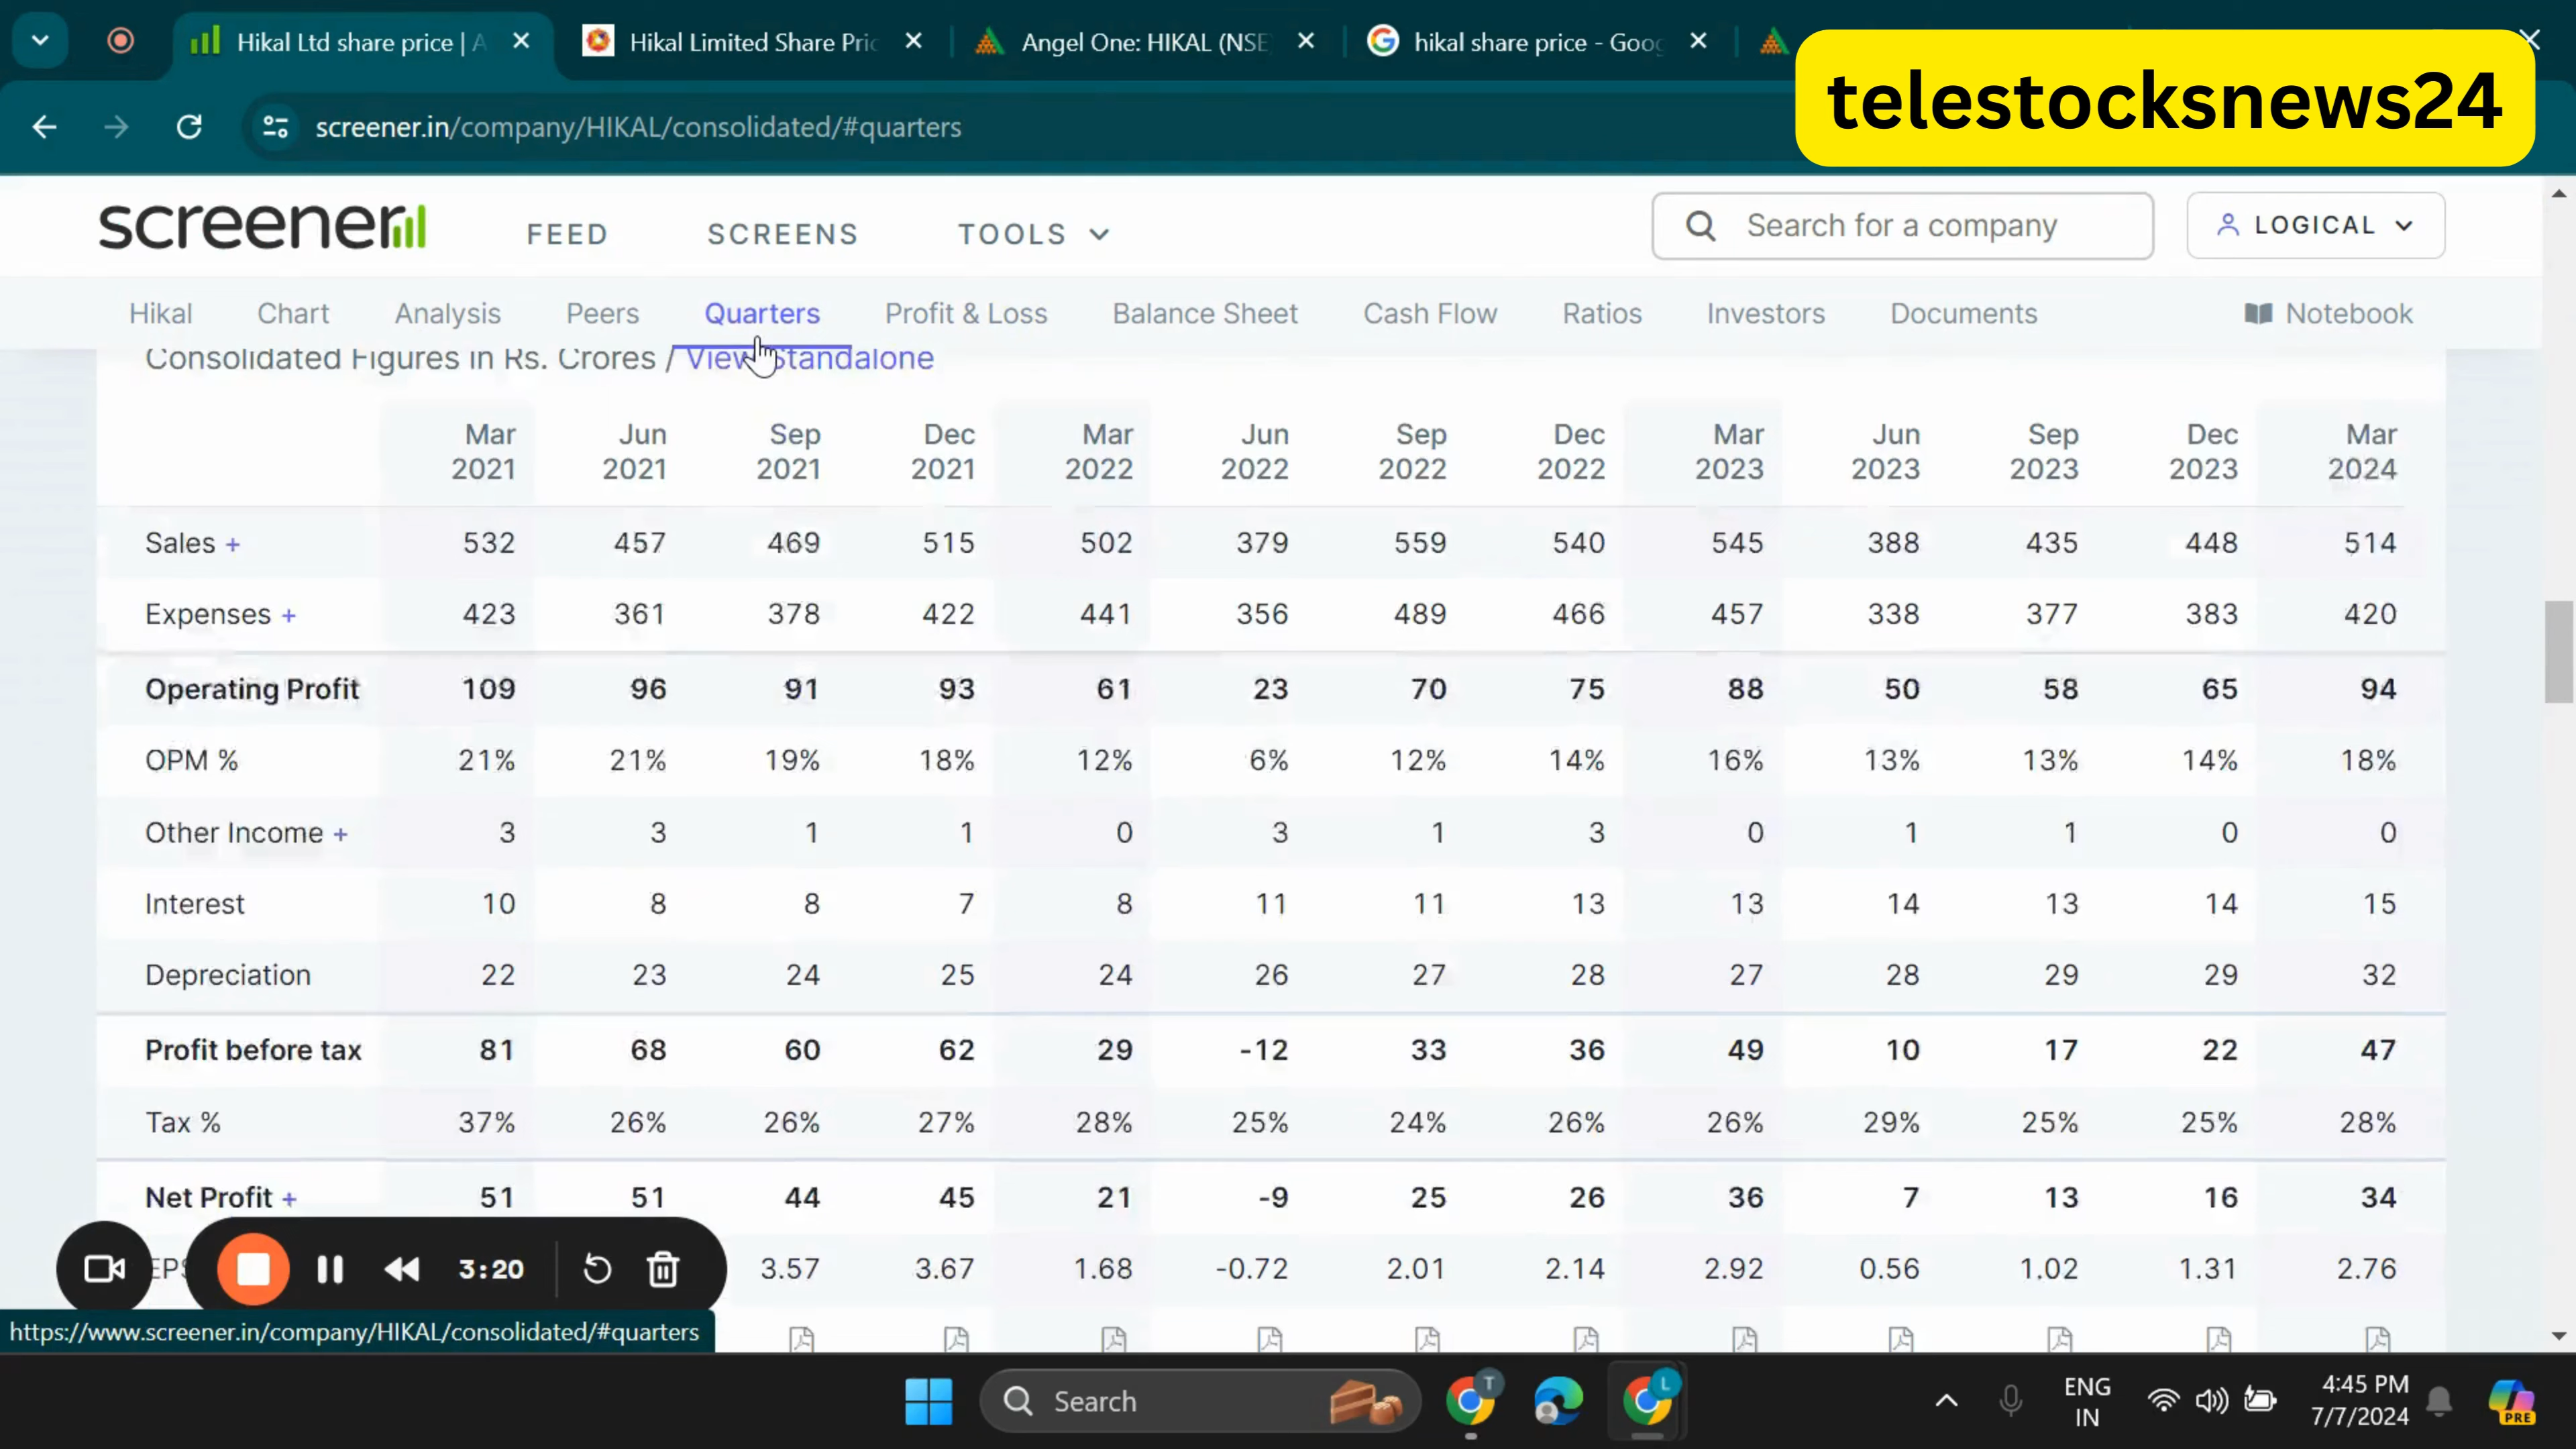 Hikal Ltd share price | A
Hikal Limited Share Pric
Angel One: HIKAL (NSE
hikal share price - Goog
telestocksnews24
screener.in/company/HIKAL/consolidated/#quarters
screener
FEED SCREENS TOOLS
Search for a company
LOGICAL
Hikal Chart Analysis Peers Quarters Profit & Loss Balance Sheet Cash Flow Ratios Investors Documents Notebook
Consolidated Figures in Rs. Crores / View Standalone
Mar Jun Sep Dec Mar Jun Sep Dec Mar Jun Sep Dec Mar
2021 2021 2021 2021 2022 2022 2022 2022 2023 2023 2023 2023 2024
Sales + 532 457 469 515 502 379 559 540 545 388 435 448 514
Expenses + 423 361 378 422 441 356 489 466 457 338 377 383 420
Operating Profit 109 96 91 93 61 23 70 75 88 50 58 65 94
OPM % 21% 21% 19% 18% 12% 6% 12% 14% 16% 13% 13% 14% 18%
Other Income + 3 3 1 1 0 3 1 3 0 1 1 0 0
Interest 10 8 8 7 8 11 11 13 13 14 13 14 15
Depreciation 22 23 24 25 24 26 27 28 27 28 29 29 32
Profit before tax 81 68 60 62 29 -12 33 36 49 10 17 22 47
Tax % 37% 26% 26% 27% 28% 25% 24% 26% 26% 29% 25% 25% 28%
Net Profit + 51 51 44 45 21 -9 25 26 36 7 13 16 34
EPS 3.57 3.67 1.68 -0.72 2.01 2.14 2.92 0.56 1.02 1.31 2.76
3:20
https://www.screener.in/company/HIKAL/consolidated/#quarters
Search
T
L
ENG
IN
4:45 PM
7/7/2024
PRE